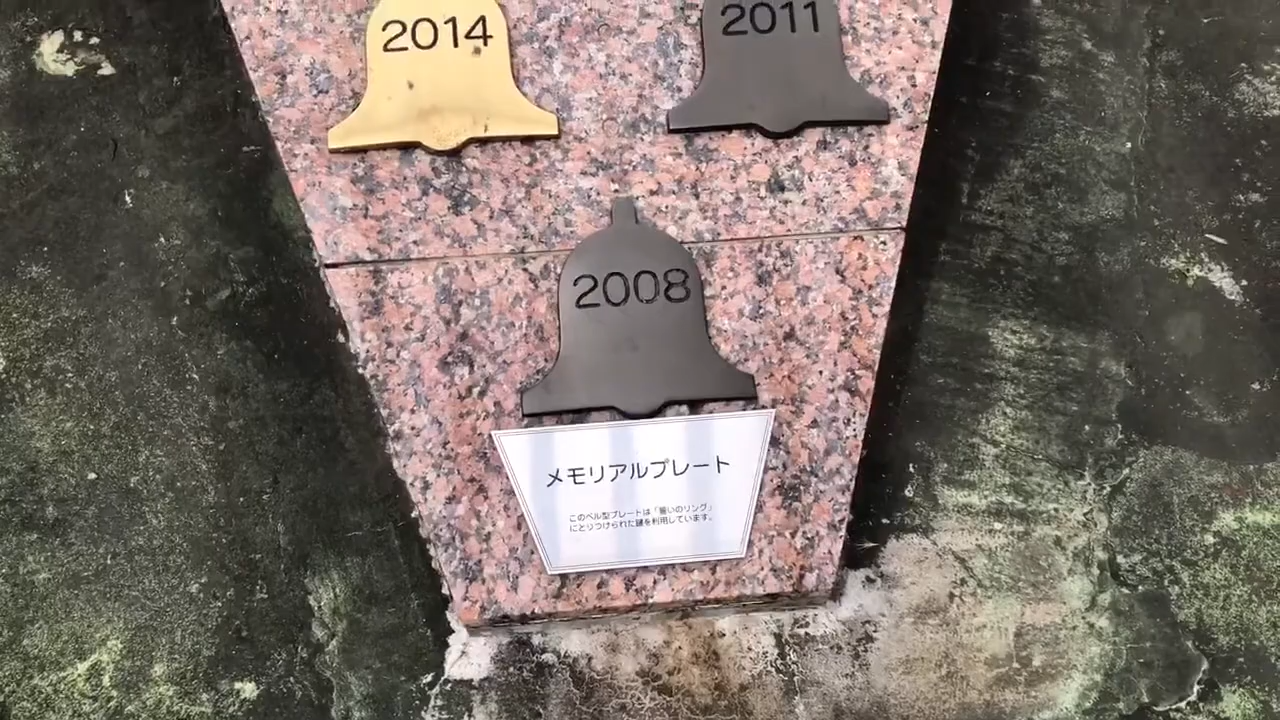 2014
2011
2008
メモリアルプレート
このベル型プレートは「誓いのリング」
にとりつけられた鍵を利用しています。